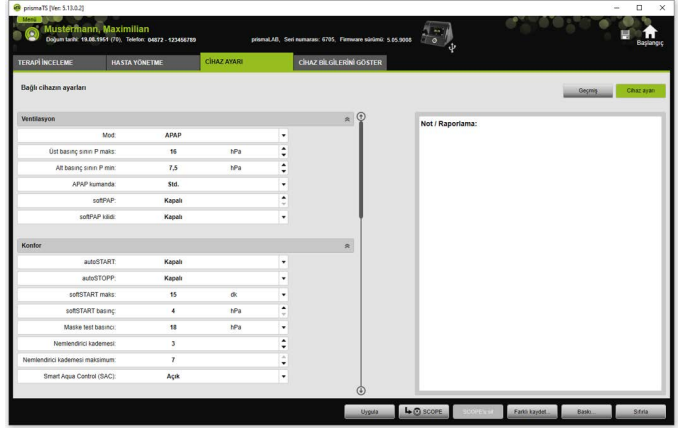 prismaTS [Ver: 5.13.0.2]
Menü
Mustermann, Maximilian
Doğum tarihi: 19.08.1951 (70), Telefon: 04872 - 123456789
prismaLAB, Seri numarası: 6705, Firmware sürümü: 5.05.9008
Başlangıç
TERAPİ İNCELEME HASTA YÖNETME CİHAZ AYARI CİHAZ BİLGİLERİNİ GÖSTER
Bağlı cihazın ayarları
Geçmiş Cihaz ayarı
Ventilasyon
Mod: APAP
Üst basınç sınırı P maks: 16 hPa
Alt basınç sınırı P min: 7,5 hPa
APAP kumanda: Std.
softPAP: Kapalı
softPAP kilidi: Kapalı
Konfor
autoSTART: Kapalı
autoSTOPP: Kapalı
softSTART maks: 15 dk
softSTART basınç: 4 hPa
Maske test basıncı: 18 hPa
Nemlendirici kademesi: 3
Nemlendirici kademesi maksimum: 7
Smart Aqua Control (SAC): Açık
Not / Raporlama:
Uygula SCOPE SCOPE'u et Farklı kaydet... Baskı... Sıfırla